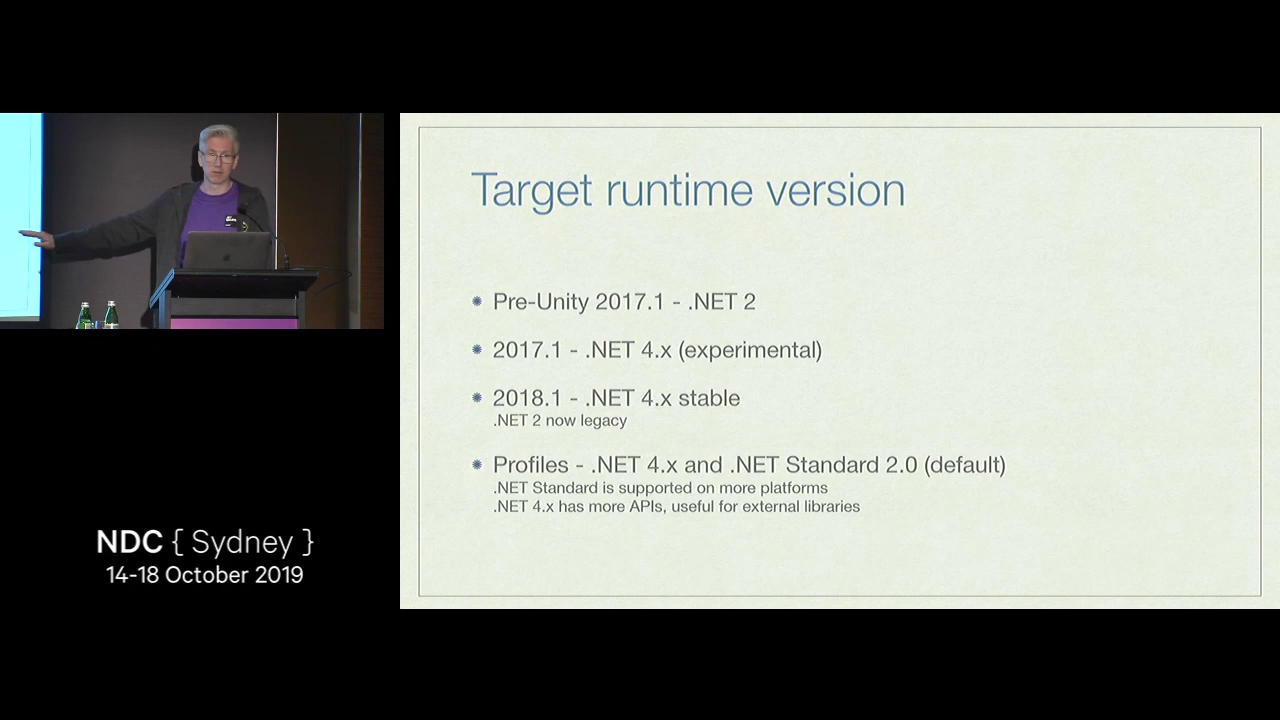 Target runtime version
Pre-Unity 2017.1 - .NET 2
2017.1 - .NET 4.x (experimental)
2018.1 - .NET 4.x stable
.NET 2 now legacy
Profiles - .NET 4.x and .NET Standard 2.0 (default)
.NET Standard is supported on more platforms
.NET 4.x has more APIs, useful for external libraries
NDC { Sydney }
14-18 October 2019